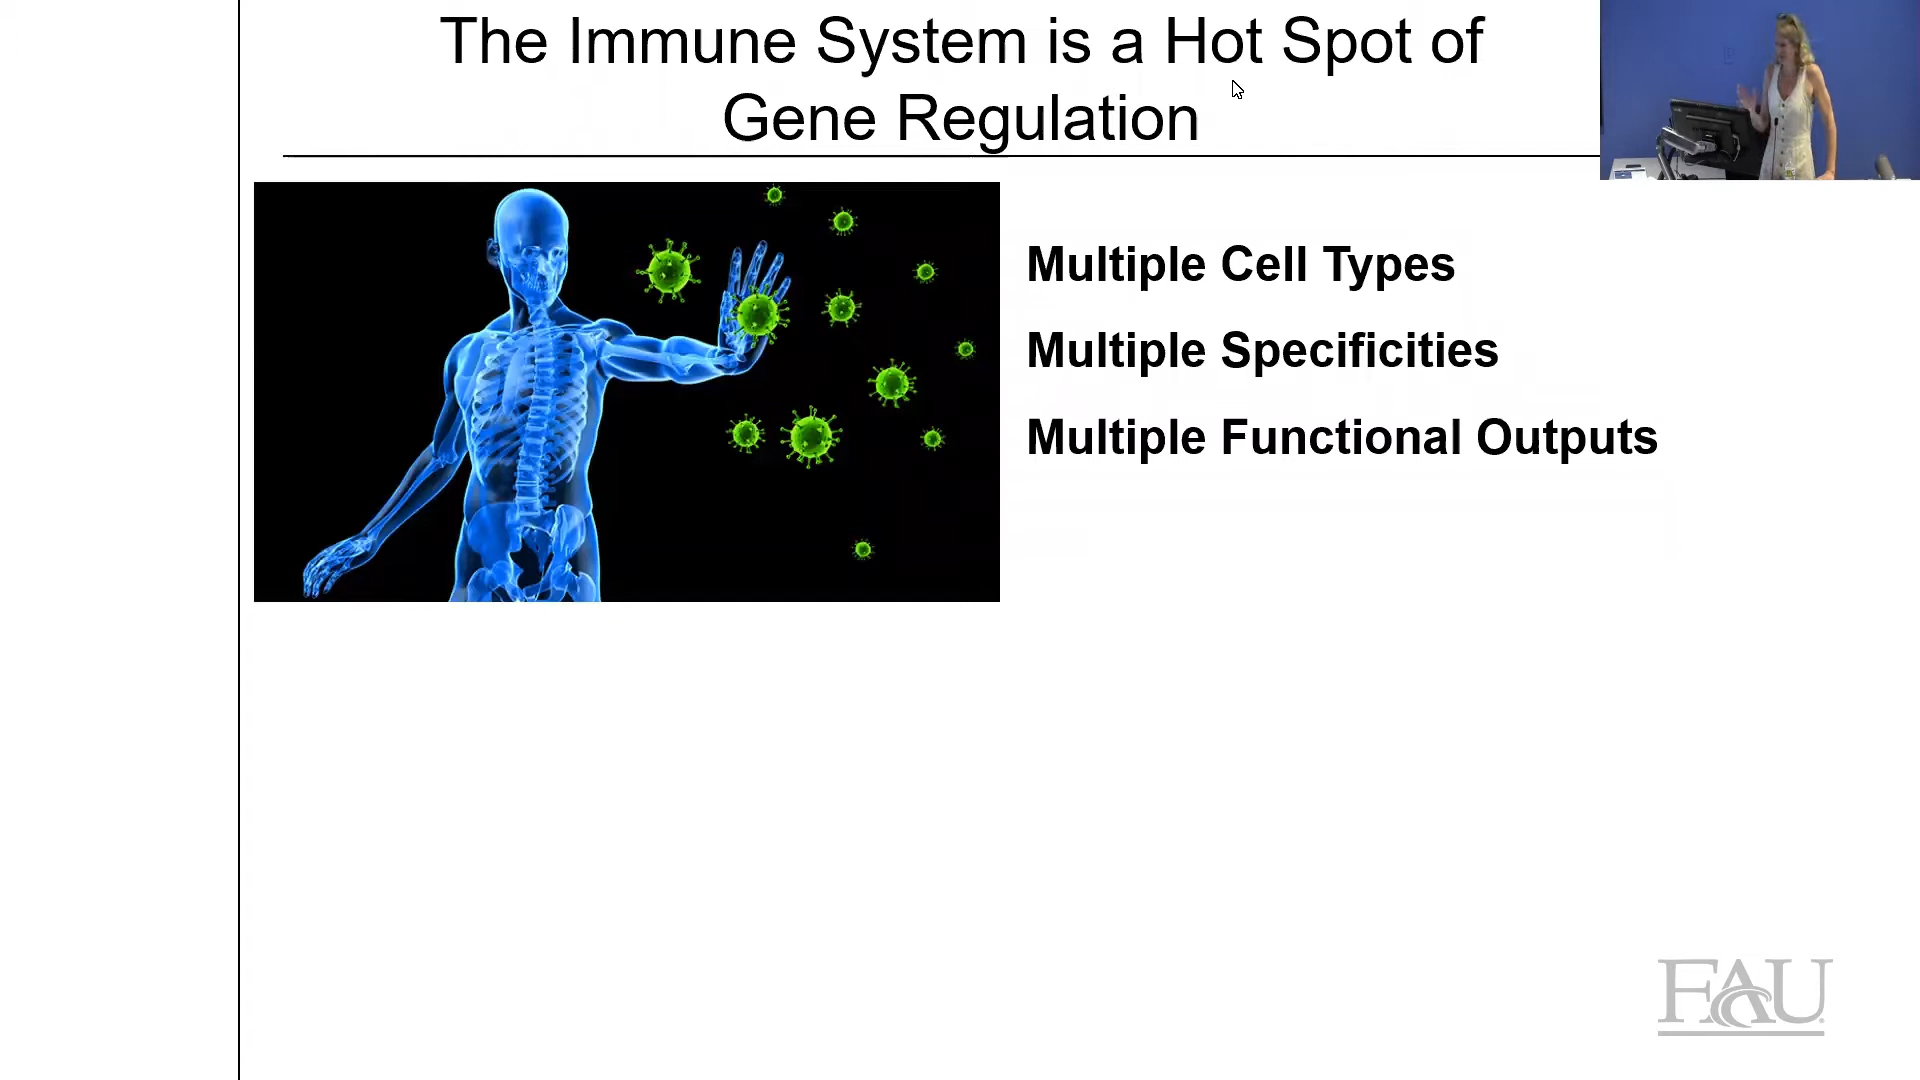 The Immune System is a Hot Spot of
Gene Regulation
Multiple Cell Types
Multiple Specificities
Multiple Functional Outputs
FAU